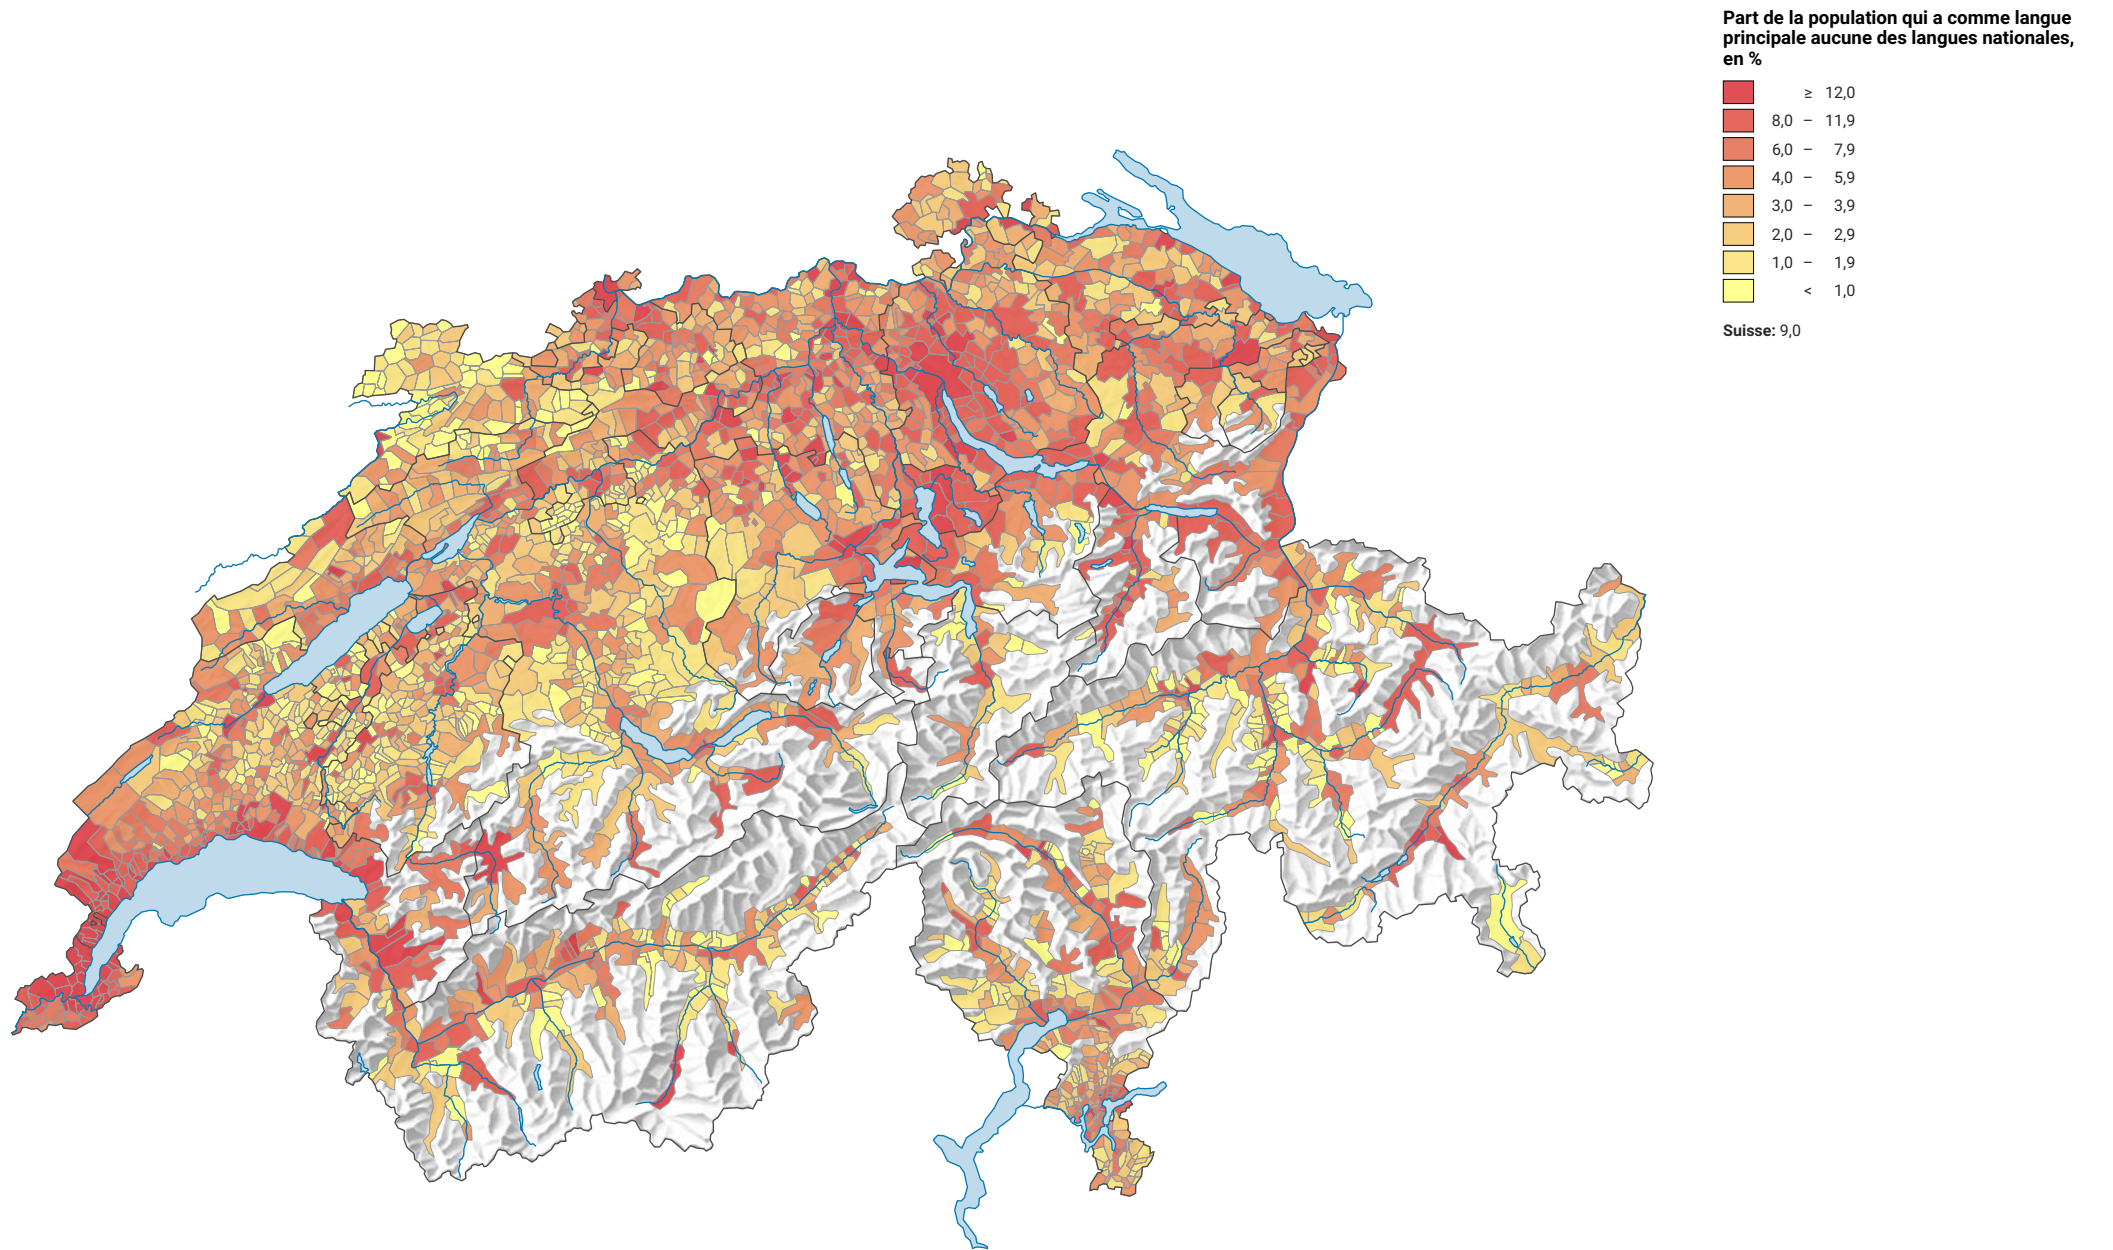 Part de la population qui a comme langue
principale aucune des langues nationales,
en %
≥ 12,0
8,0 – 11,9
6,0 – 7,9
4,0 – 5,9
3,0 – 3,9
2,0 – 2,9
1,0 – 1,9
< 1,0
Suisse: 9,0